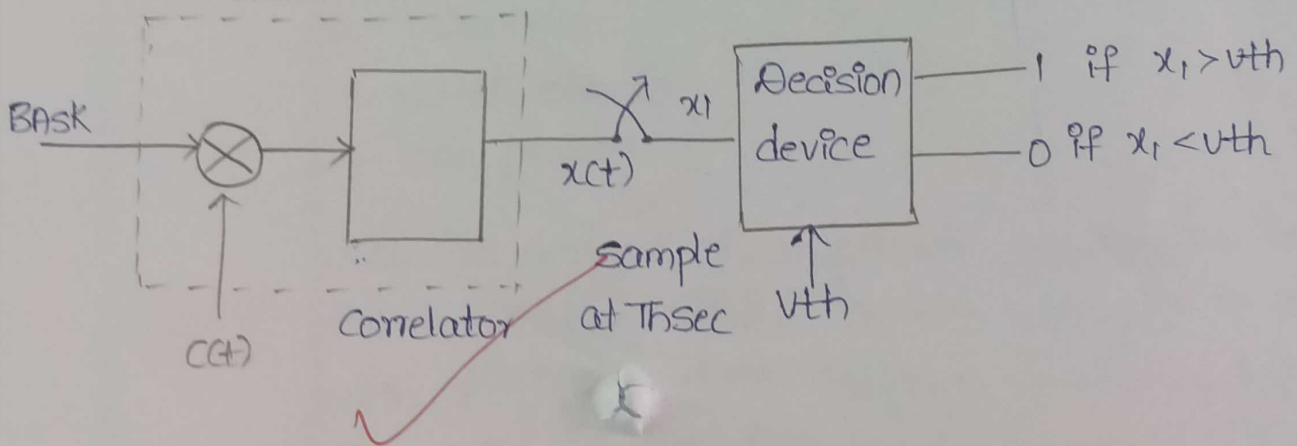 BASK
C(t)
Correlator
x(t)
Sample
at Tbsec
x1
Decision
device
Vth
1 if x1 > Vth
0 if x1 < Vth